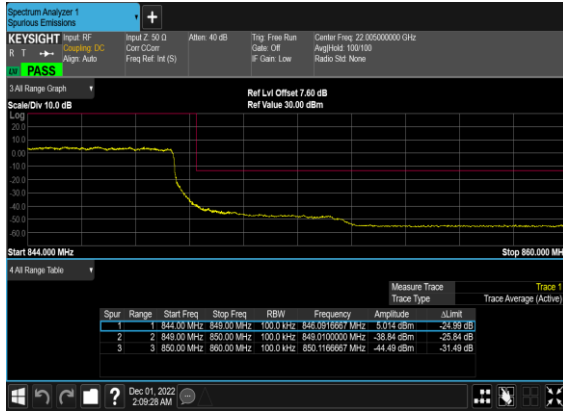 Spectrum Analyzer 1
Spurious Emissions
KEYSIGHT
R T
LW PASS
Input: RF
Coupling: DC
Align: Auto
Input Z: 50 Ω
Corr CCorr
Freq Ref: Int (S)
Atten: 40 dB
Trig: Free Run
Gate: Off
IF Gain: Low
Center Freq: 22.005000000 GHz
Avg|Hold: 100/100
Radio Std: None
3 All Range Graph
Scale/Div 10.0 dB
Ref Lvl Offset 7.60 dB
Ref Value 30.00 dBm
Log
20.0
10.0
0.00
-10.0
-20.0
-30.0
-40.0
-50.0
-60.0
Start 844.000 MHz
Stop 860.000 MH
4 All Range Table
Measure Trace Trace 1
Trace Type Trace Average (Active)
Spur Range Start Freq Stop Freq RBW Frequency Amplitude ΔLimit
1 1 844.00 MHz 849.00 MHz 100.0 kHz 846.0916667 MHz 5.014 dBm -24.99 dB
2 2 849.00 MHz 850.00 MHz 100.0 kHz 849.0100000 MHz -38.84 dBm -25.84 dB
3 3 850.00 MHz 860.00 MHz 100.0 kHz 850.1166667 MHz -44.49 dBm -31.49 dB
?
Dec 01, 2022
2:09:28 AM